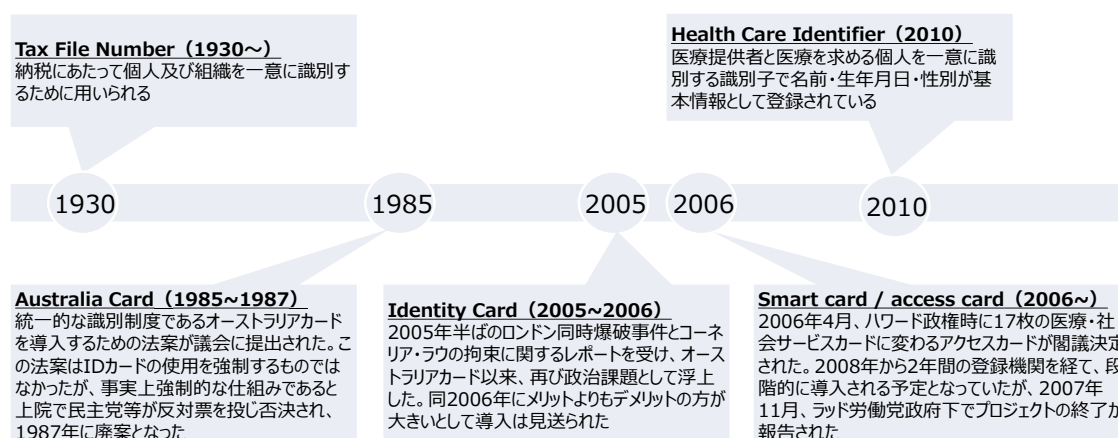 Tax File Number（1930～）
納税にあたって個人及び組織を一意に識別す
るために用いられる
Health Care Identifier（2010）
医療提供者と医療を求める個人を一意に識
別する識別子で名前・生年月日・性別が基
本情報として登録されている
1930
1985
2005
2006
2010
Australia Card（1985~1987）
統一的な識別制度であるオーストラリアカード
を導入するための法案が議会に提出された。こ
の法案はIDカードの使用を強制するものでは
なかったが、事実上強制的な仕組みであると
上院で民主党等が反対票を投じ否決され、
1987年に廃案となった
Identity Card（2005~2006）
2005年半ばのロンドン同時爆破事件とコーネ
リア・ラウの拘束に関するレポートを受け、オース
トラリアカード以来、再び政治課題として浮上
した。同2006年にメリットよりもデメリットの方が
大きいとして導入は見送られた
Smart card / access card（2006~）
2006年4月、ハワード政権時に17枚の医療・社
会サービスカードに変わるアクセスカードが閣議決定
された。2008年から2年間の登録機関を経て、段
階的に導入される予定となっていたが、2007年
11月、ラッド労働党政府下でプロジェクトの終了が
報告された